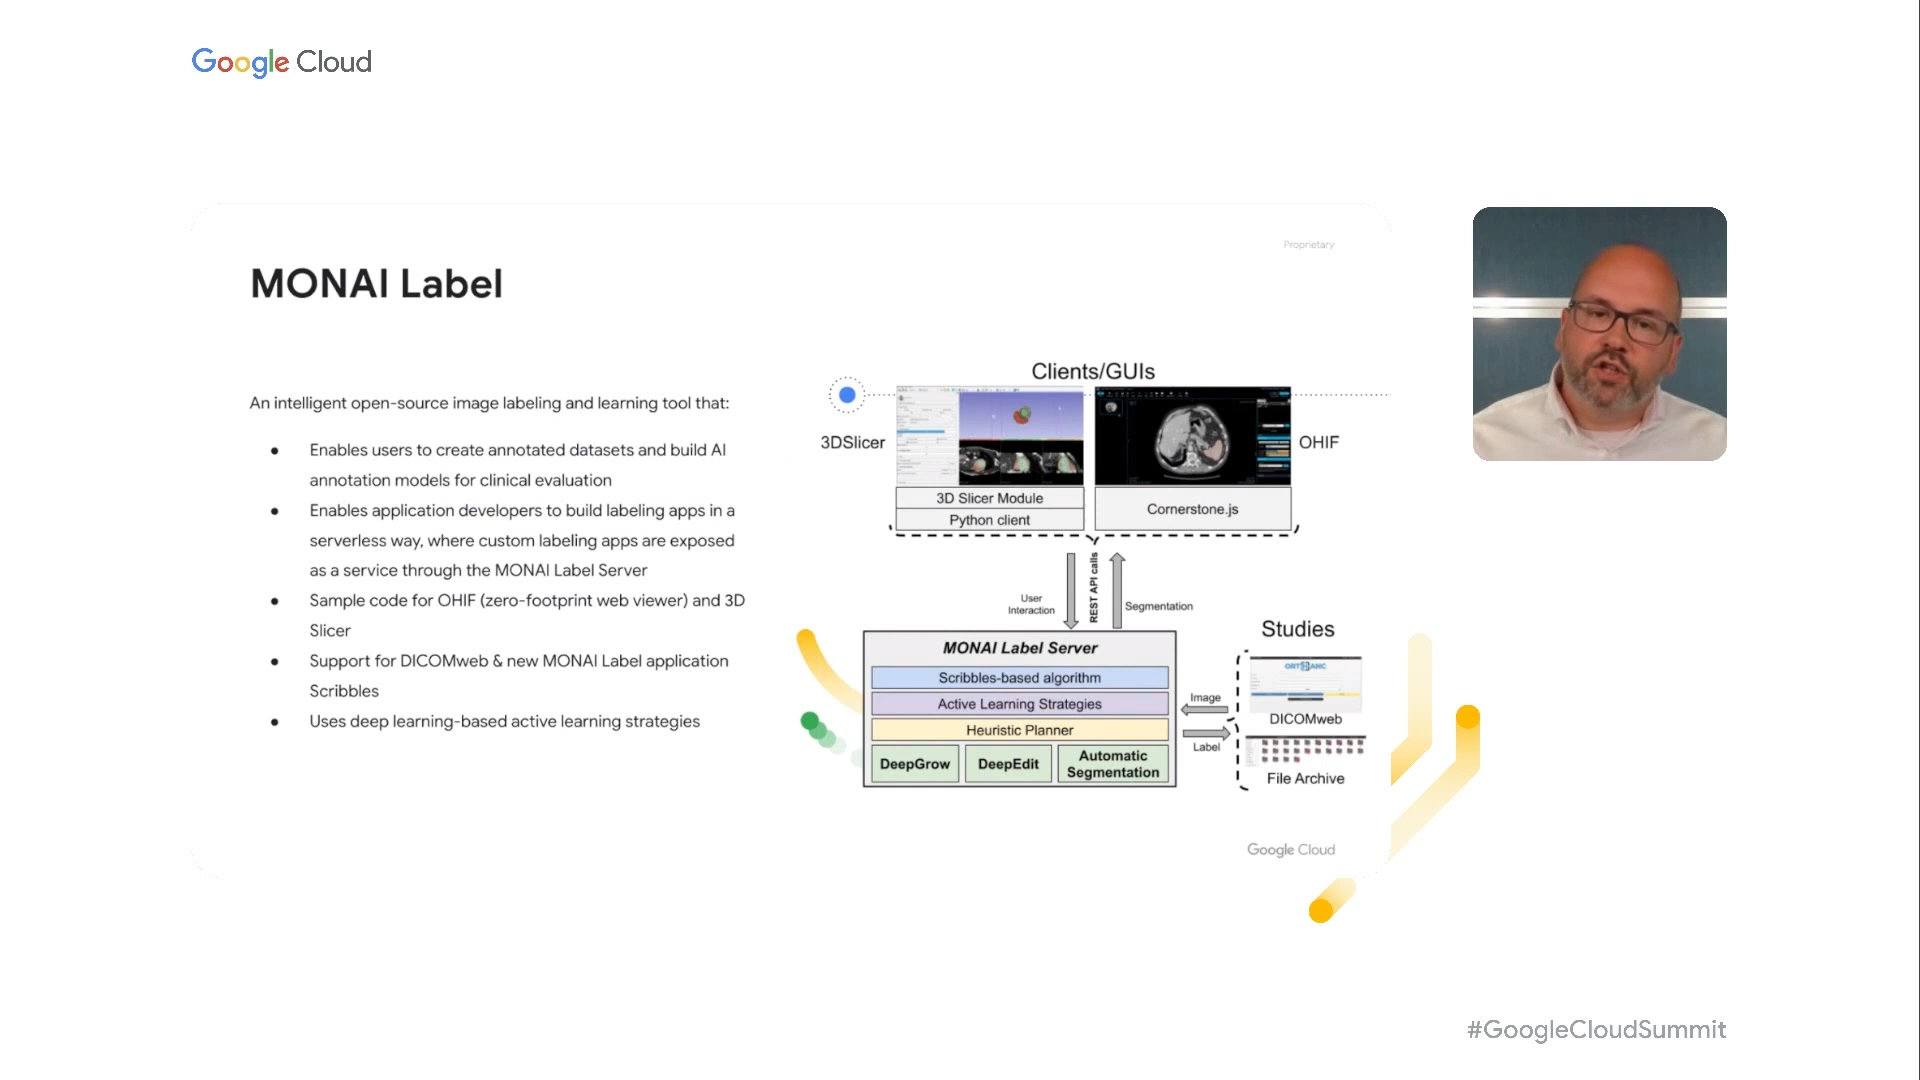 Google Cloud
Proprietary
MONAI Label
An intelligent open-source image labeling and learning tool that:
● Enables users to create annotated datasets and build AI
annotation models for clinical evaluation
● Enables application developers to build labeling apps in a
serverless way, where custom labeling apps are exposed
as a service through the MONAI Label Server
● Sample code for OHIF (zero-footprint web viewer) and 3D
Slicer
● Support for DICOMweb & new MONAI Label application
Scribbles
● Uses deep learning-based active learning strategies
Clients/GUIs
3DSlicer
OHIF
3D Slicer Module
Python client
Cornerstone.js
User
Interaction
REST API calls
Segmentation
MONAI Label Server
Scribbles-based algorithm
Active Learning Strategies
Heuristic Planner
DeepGrow
DeepEdit
Automatic
Segmentation
Image
Label
Studies
ORTHANC
DICOMweb
File Archive
Google Cloud
#GoogleCloudSummit